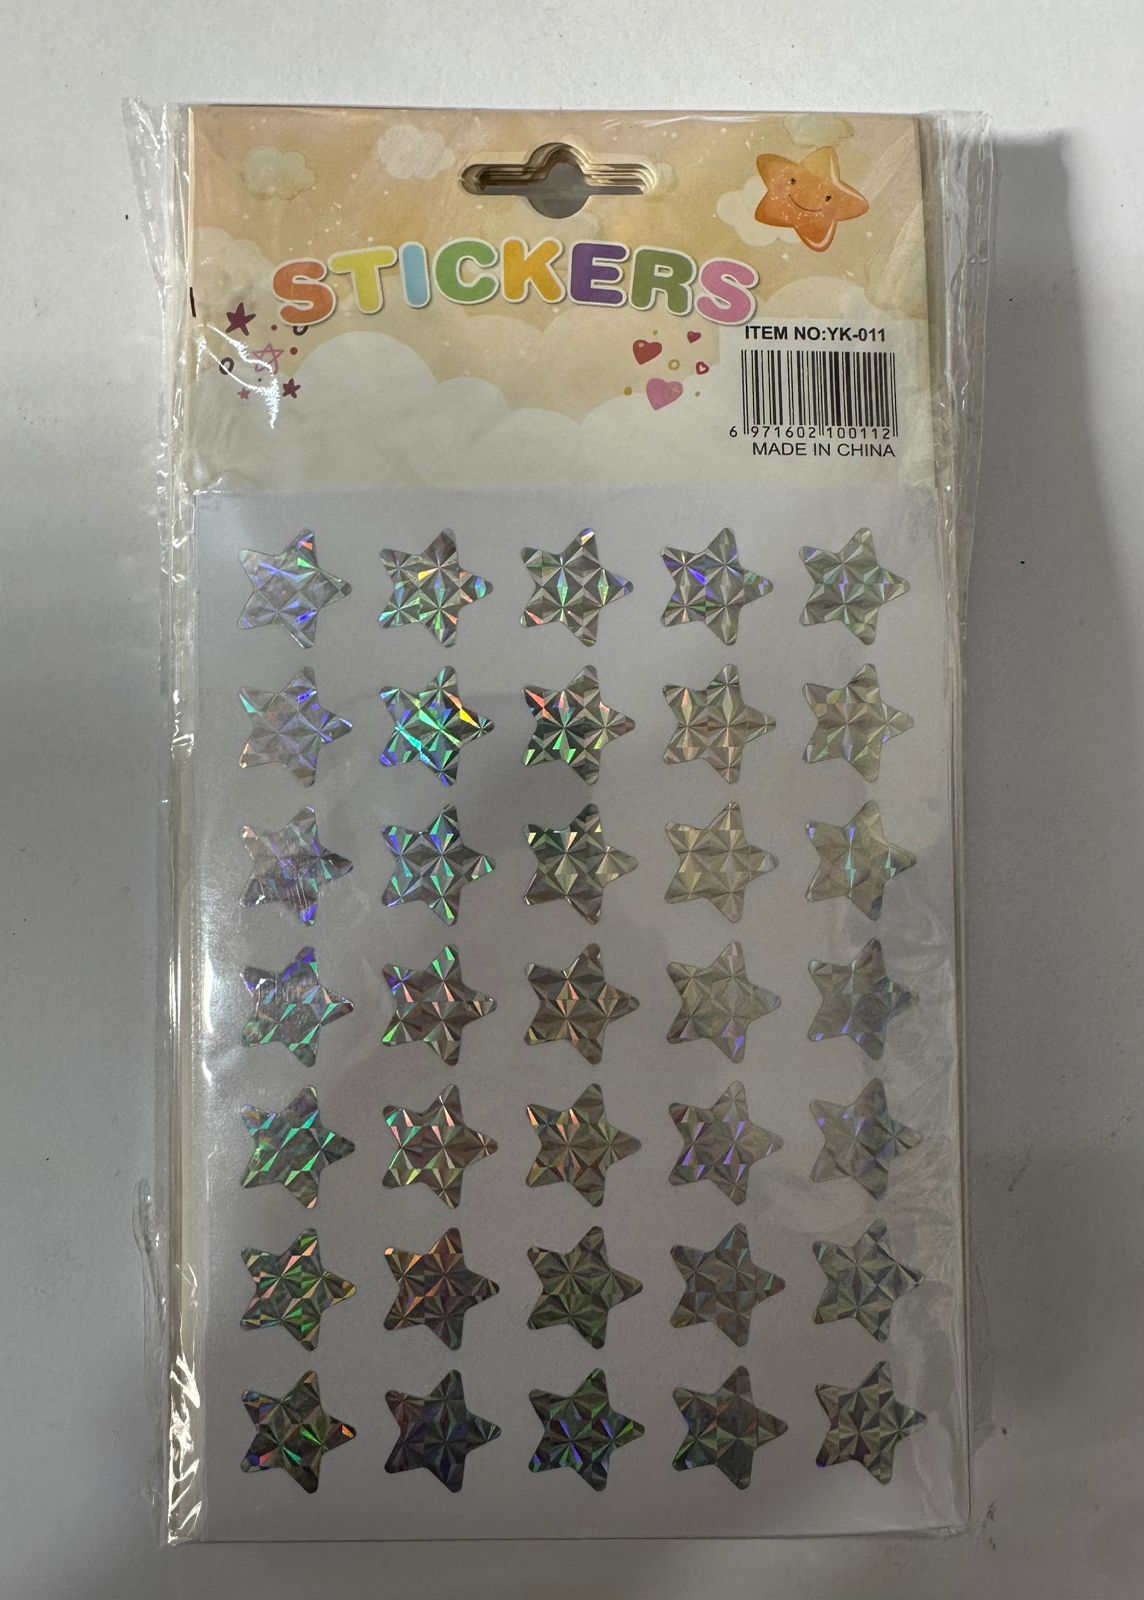 STICKERS
ITEM NO:YK-011
6 971602 100112
MADE IN CHINA